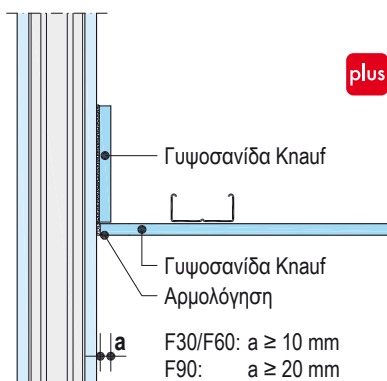 plus
Γυψοσανίδα Knauf
Γυψοσανίδα Knauf
Αρμολόγηση
a
F30/F60: a ≥ 10 mm
F90: a ≥ 20 mm